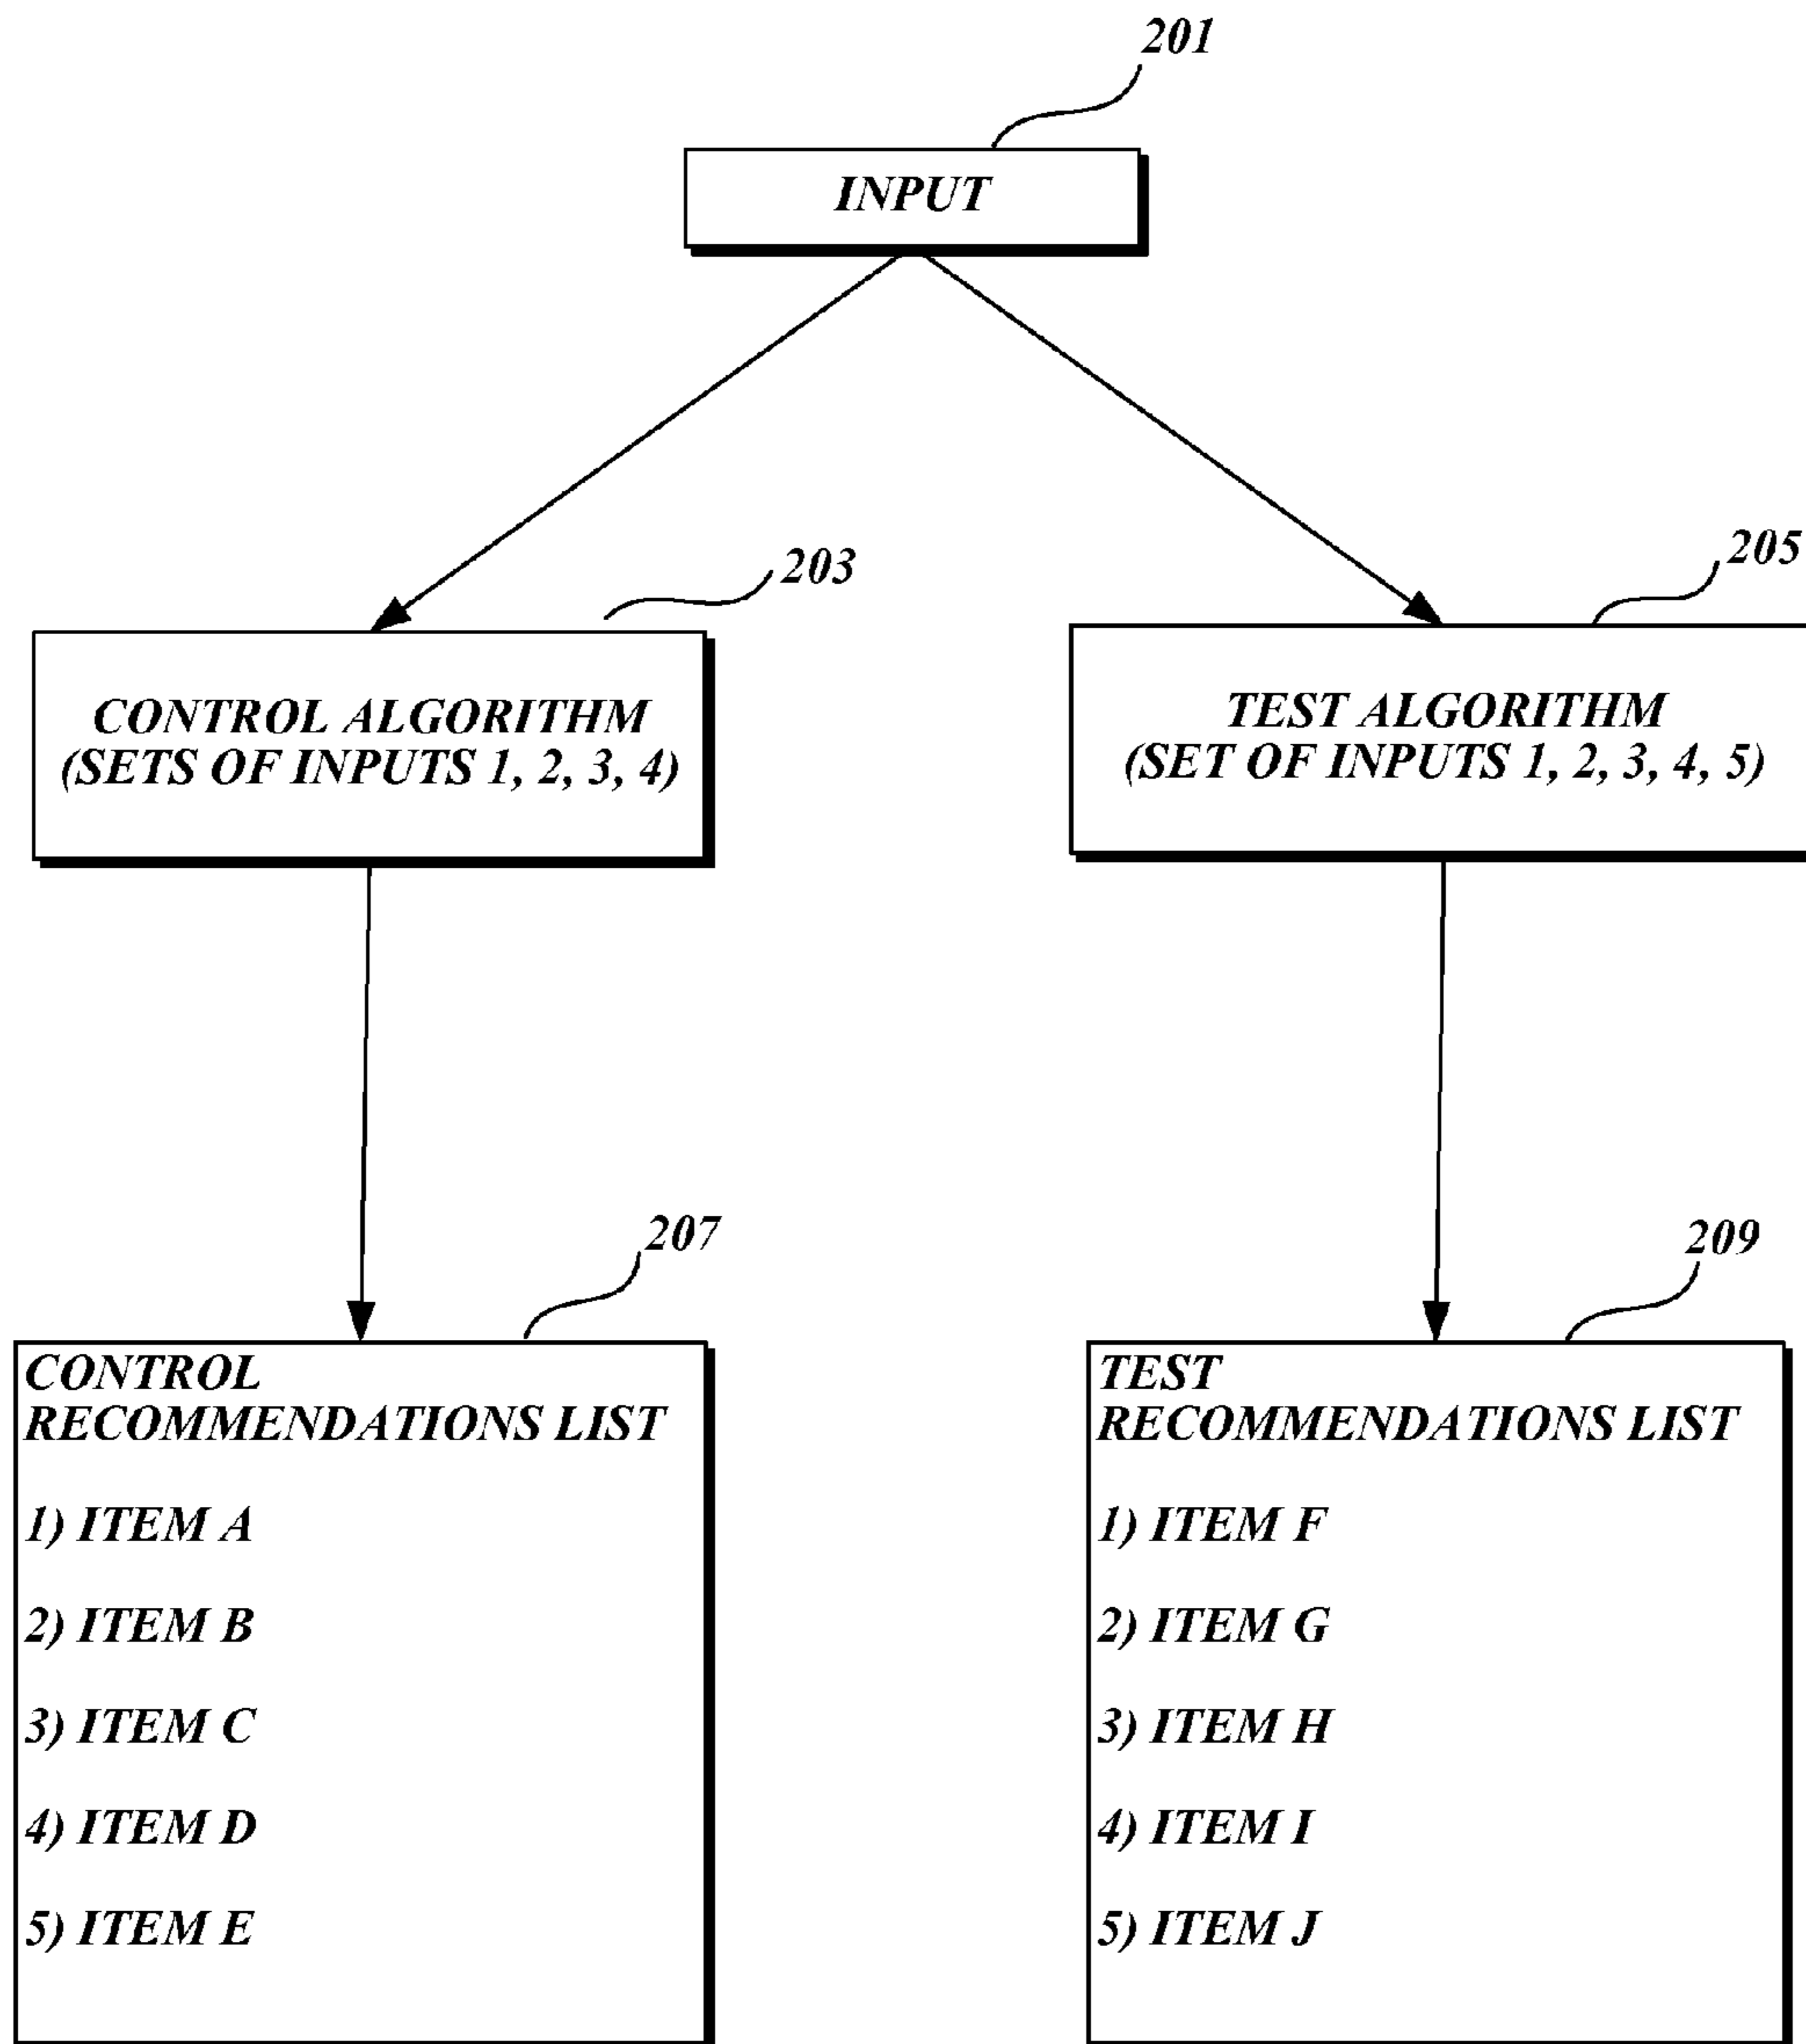 201
INPUT
203
205
CONTROL ALGORITHM
(SETS OF INPUTS 1, 2, 3, 4)
TEST ALGORITHM
(SET OF INPUTS 1, 2, 3, 4, 5)
207
209
CONTROL
RECOMMENDATIONS LIST
1) ITEM A
2) ITEM B
3) ITEM C
4) ITEM D
5) ITEM E
TEST
RECOMMENDATIONS LIST
1) ITEM F
2) ITEM G
3) ITEM H
4) ITEM I
5) ITEM J